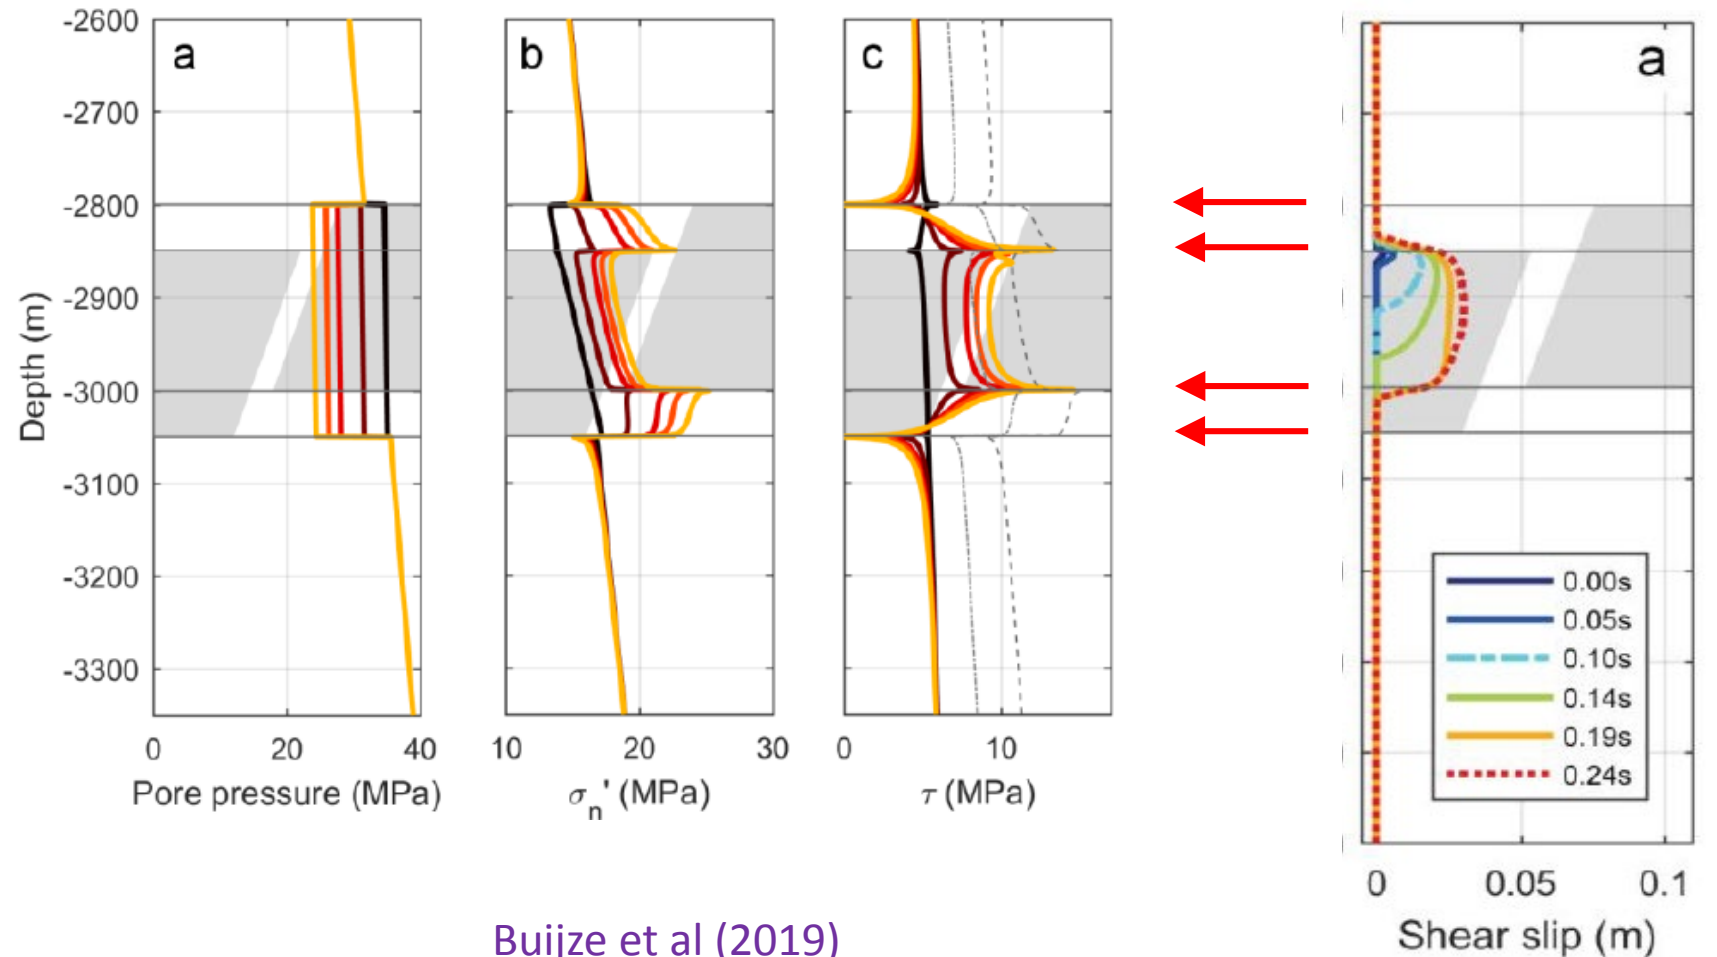 a
b
c
a
Depth (m)
-2600
-2700
-2800
-2900
-3000
-3100
-3200
-3300
0 20 40
Pore pressure (MPa)
10 20 30
σn' (MPa)
0 10
τ (MPa)
0.00s
0.05s
0.10s
0.14s
0.19s
0.24s
0 0.05 0.1
Shear slip (m)
Buijze et al (2019)